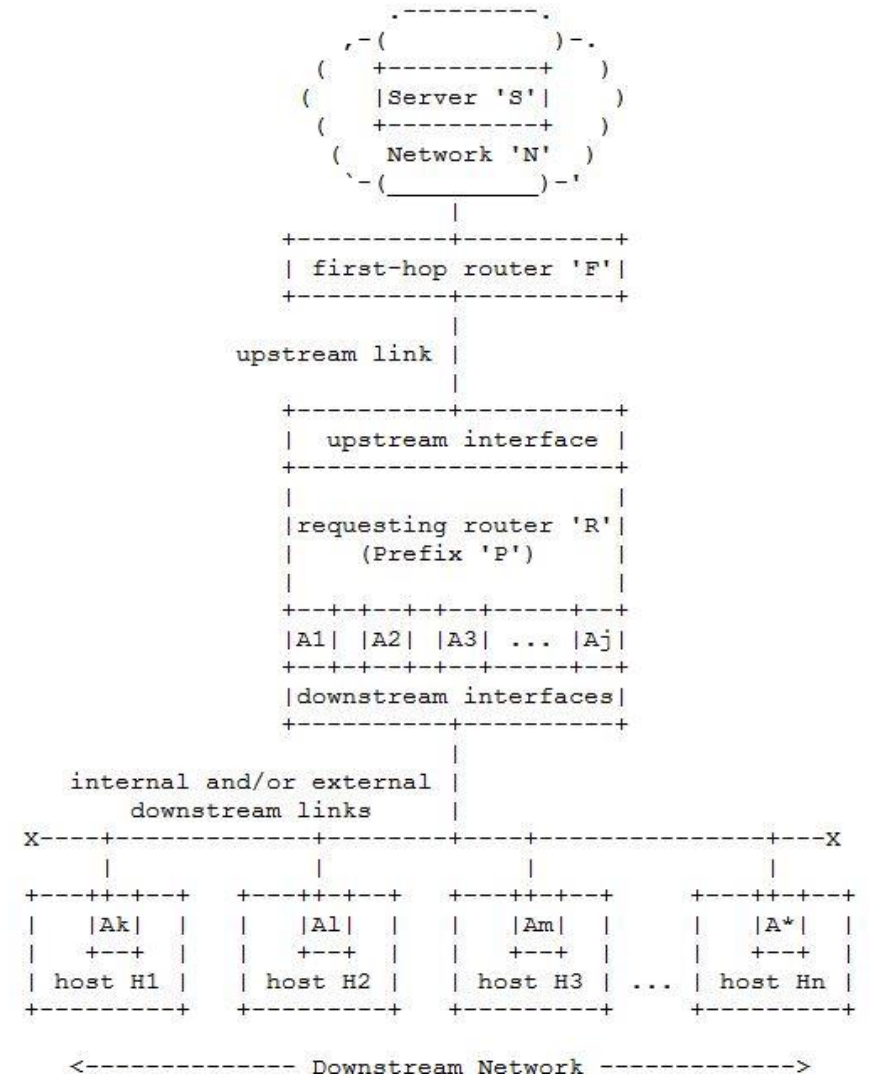 Server 'S'
Network 'N'
first-hop router 'F'
upstream link
upstream interface
requesting router 'R'
(Prefix 'P')
A1 A2 A3 ... Aj
downstream interfaces
internal and/or external
downstream links
X X
Ak Al Am A*
host H1 host H2 host H3 ... host Hn
<-------------- Downstream Network ------------->